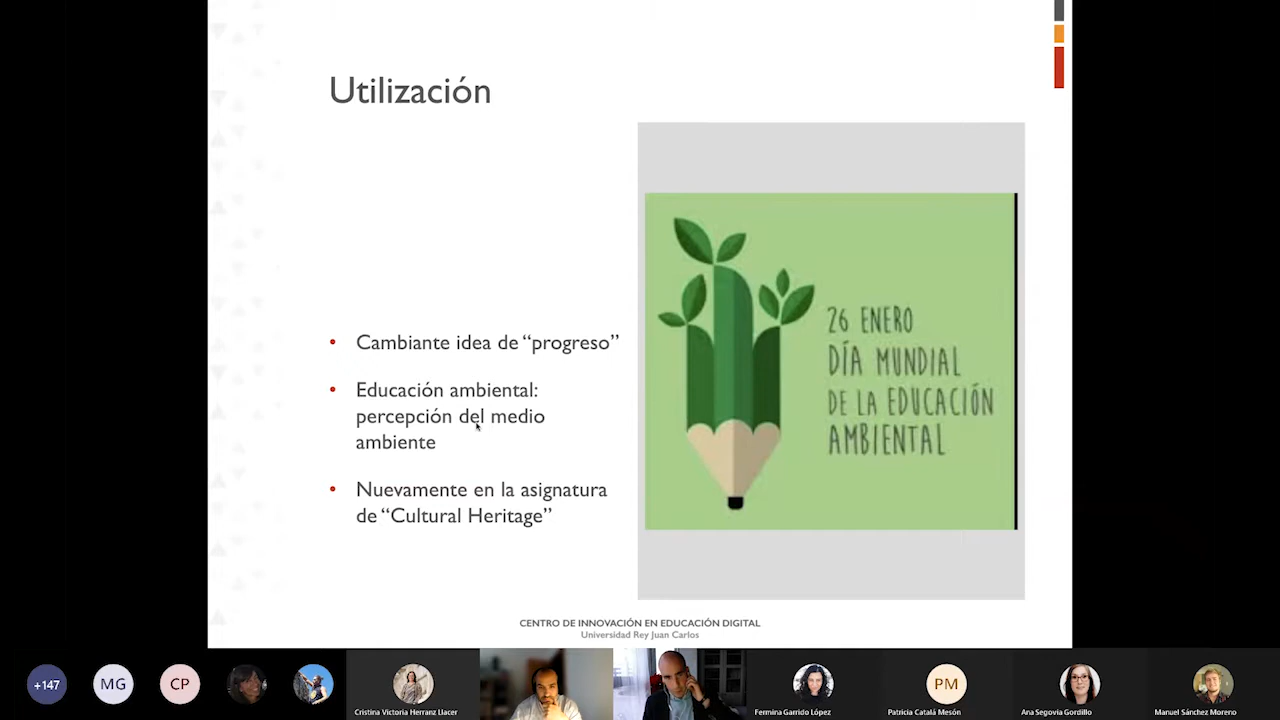 Utilización
Cambiante idea de “progreso”
Educación ambiental:
percepción del medio
ambiente
Nuevamente en la asignatura
de “Cultural Heritage”
26 ENERO
DÍA MUNDIAL
DE LA EDUCACIÓN
AMBIENTAL
CENTRO DE INNOVACIÓN EN EDUCACIÓN DIGITAL
Universidad Rey Juan Carlos
+147
MG
CP
Cristina Victoria Herranz Llacer
Fermina Garrido López
PM
Patricia Catalá Mesón
Ana Segovia Gordillo
Manuel Sánchez Moreno